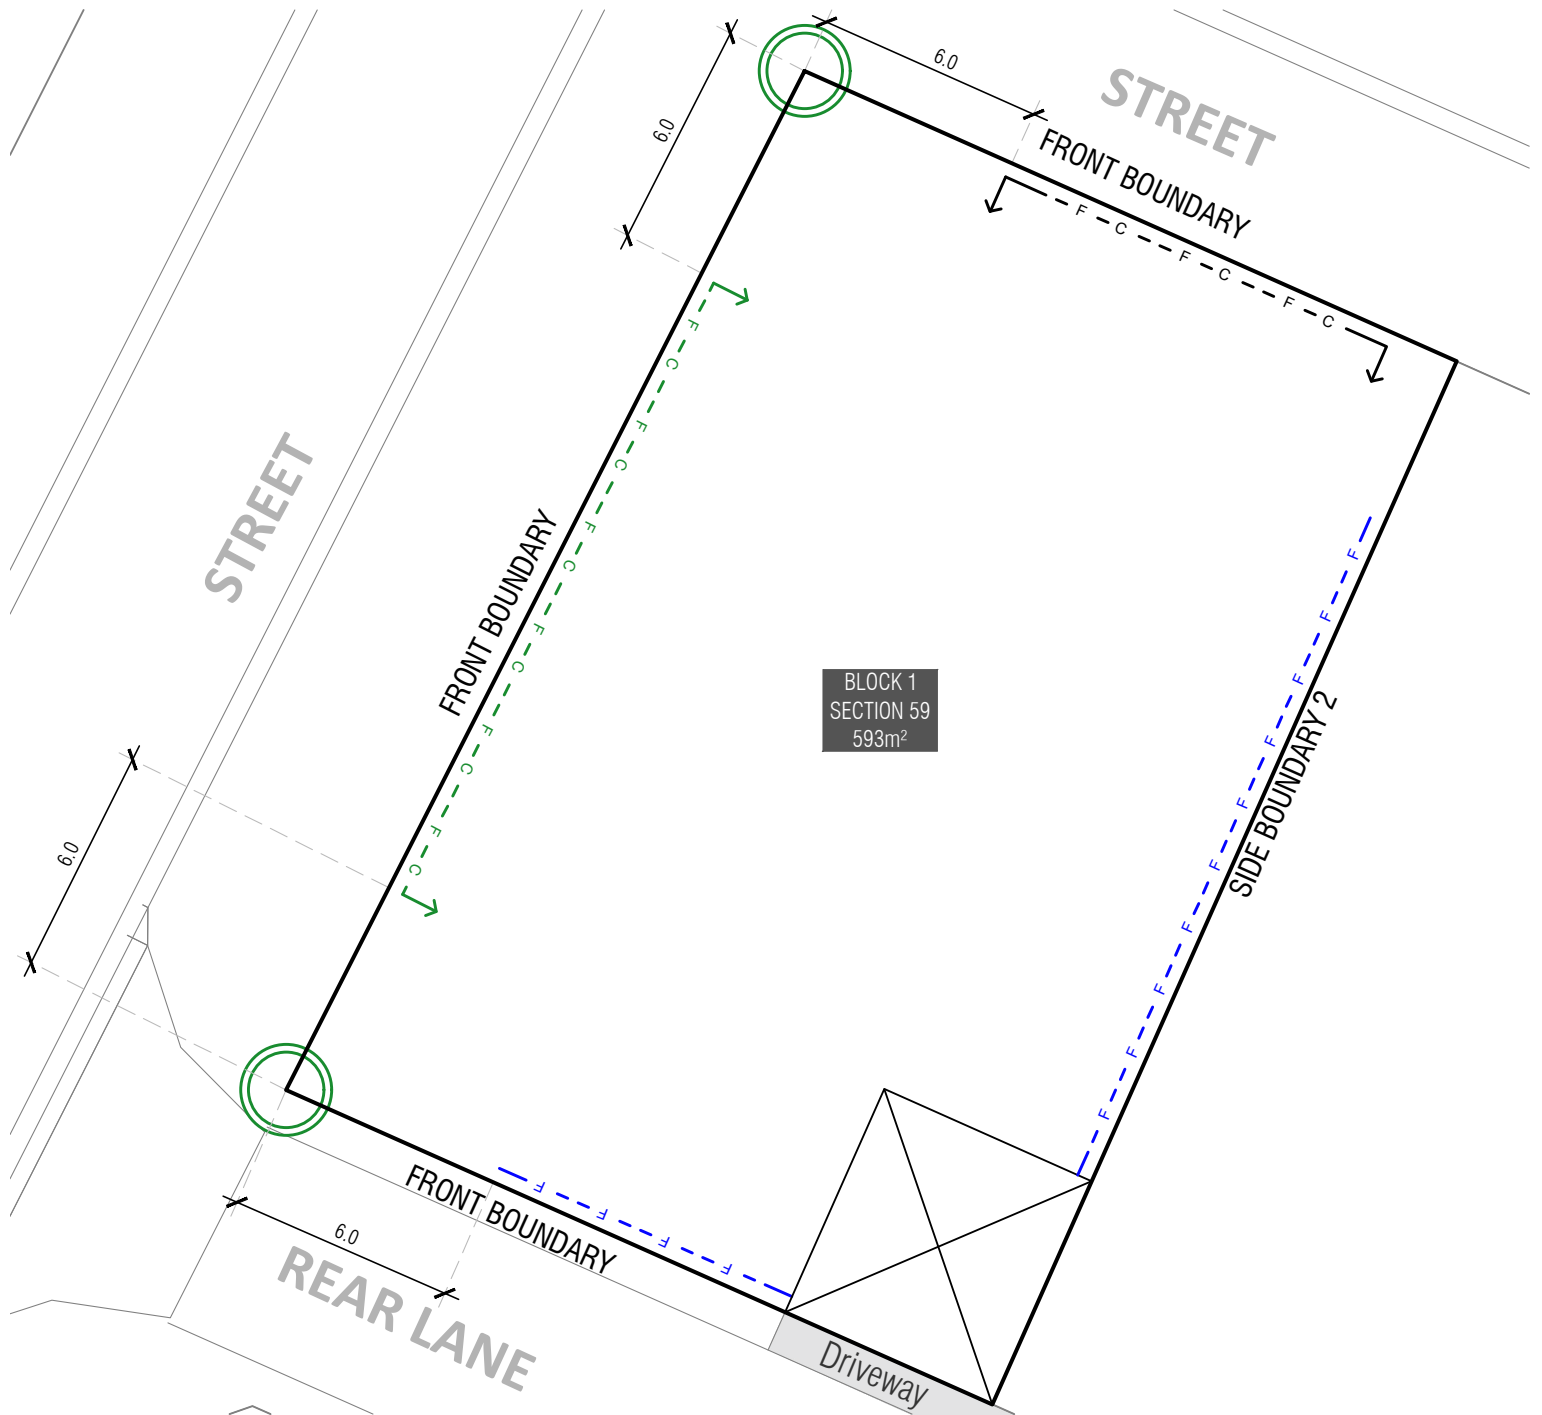 6.0
STREET
FRONT BOUNDARY
6.0
F C F C F C
F C F C F C F C F C F C
STREET
FRONT BOUNDARY
BLOCK 1
SECTION 59
593m²
F F F F F F F F F F
SIDE BOUNDARY 2
6.0
FRONT BOUNDARY
F F F F
6.0
REAR LANE
Driveway